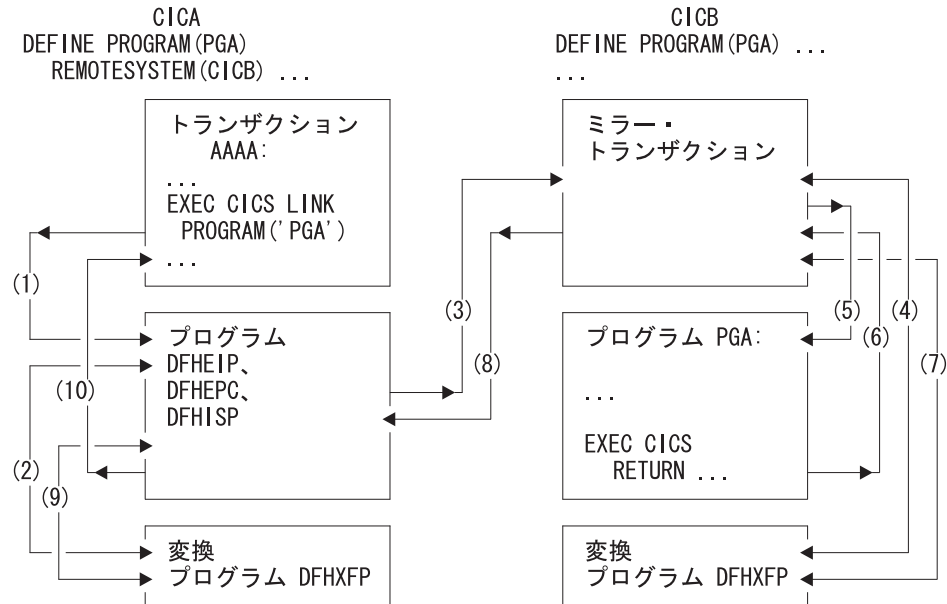 CICA
DEFINE PROGRAM(PGA)
REMOTESYSTEM(CICB) ...
CICB
DEFINE PROGRAM(PGA) ...
...
トランザクション
AAAA:
...
EXEC CICS LINK
PROGRAM('PGA')
...
ミラー・
トランザクション
(1)
(3)
(8)
(5)
(6)
(4)
(7)
(10)
(2)
(9)
プログラム
DFHEIP、
DFHEPC、
DFHISP
プログラム PGA:
...
EXEC CICS
RETURN ...
変換
プログラム DFHXFP
変換
プログラム DFHXFP